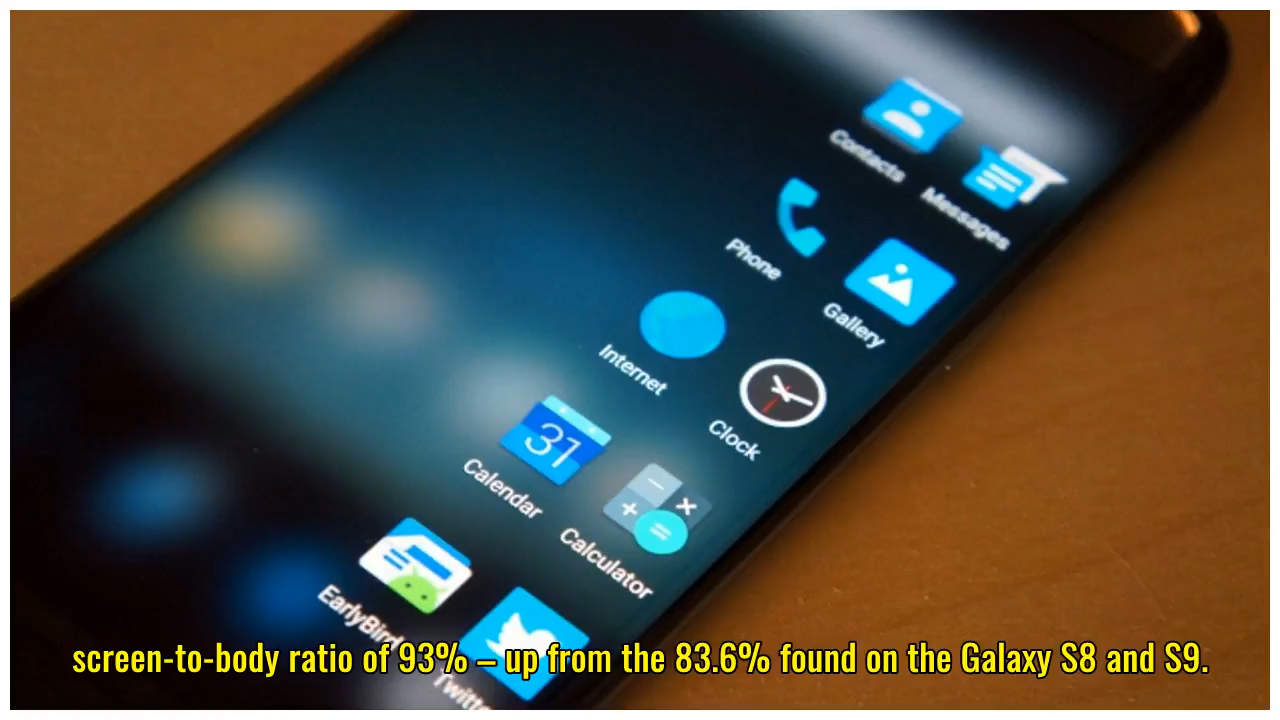 Contacts
Messages
Phone
Gallery
Internet
Clock
31
Calendar
Calculator
screen-to-body ratio of 93% – up from the 83.6% found on the Galaxy S8 and S9.